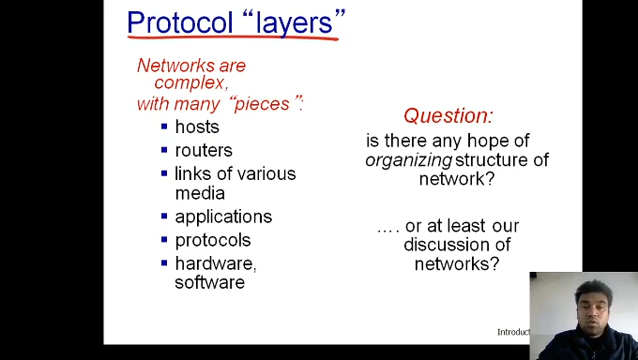 Protocol “layers”
Networks are
complex,
with many “pieces”:
hosts
routers
links of various
media
applications
protocols
hardware,
software
Question:
is there any hope of
organizing structure of
network?
…. or at least our
discussion of
networks?
Introduct